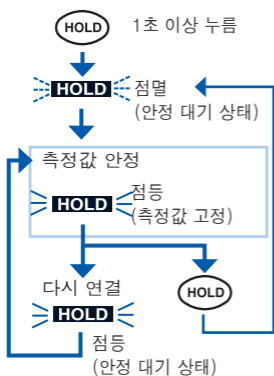 HOLD 1초 이상 누름
HOLD 점멸
(안정 대기 상태)
측정값 안정
점등
HOLD (측정값 고정)
다시 연결
HOLD
HOLD
점등
(안정 대기 상태)